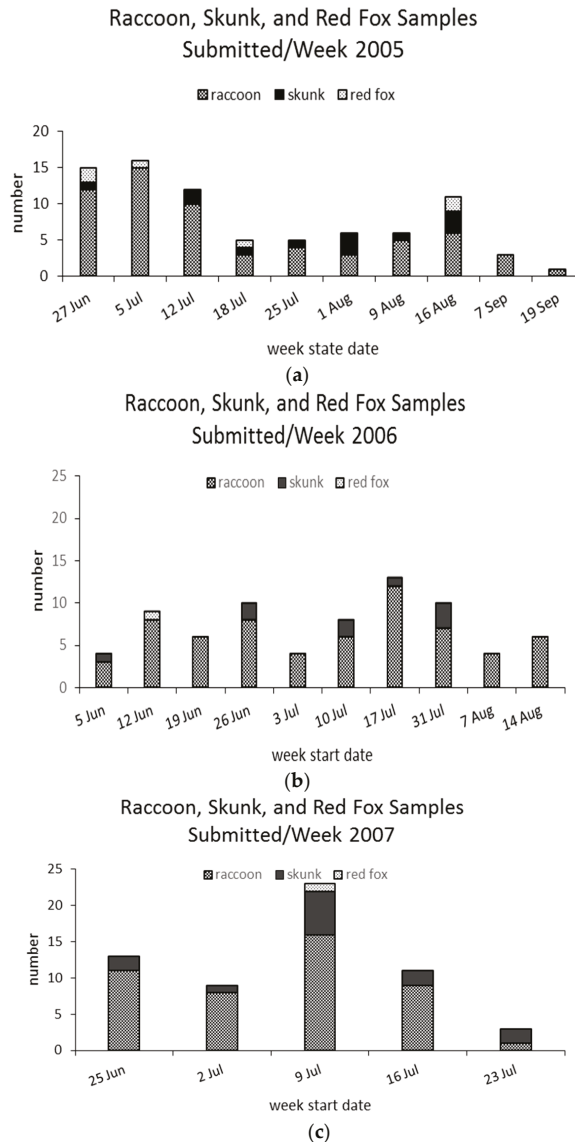 Raccoon, Skunk, and Red Fox Samples
Submitted/Week 2005
raccoon skunk red fox
20
15
10
5
0
number
27 Jun 5 Jul 12 Jul 18 Jul 25 Jul 1 Aug 9 Aug 16 Aug 7 Sep 19 Sep
week state date
(a)
Raccoon, Skunk, and Red Fox Samples
Submitted/Week 2006
raccoon skunk red fox
25
20
15
10
5
0
number
5 Jun 12 Jun 19 Jun 26 Jun 3 Jul 10 Jul 17 Jul 31 Jul 7 Aug 14 Aug
week start date
(b)
Raccoon, Skunk, and Red Fox Samples
Submitted/Week 2007
raccoon skunk red fox
25
20
15
10
5
0
number
25 Jun 2 Jul 9 Jul 16 Jul 23 Jul
week start date
(c)